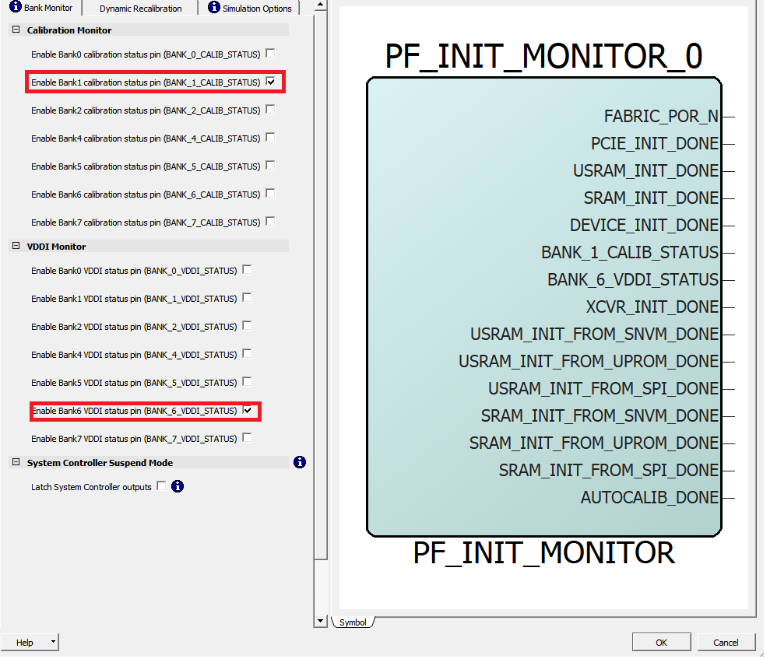 Bank Monitor
Dynamic Recalibration
Simulation Options
Calibration Monitor
Enable Bank0 calibration status pin (BANK_0_CALIB_STATUS)
Enable Bank1 calibration status pin (BANK_1_CALIB_STATUS)
Enable Bank2 calibration status pin (BANK_2_CALIB_STATUS)
Enable Bank4 calibration status pin (BANK_4_CALIB_STATUS)
Enable Bank5 calibration status pin (BANK_5_CALIB_STATUS)
Enable Bank6 calibration status pin (BANK_6_CALIB_STATUS)
Enable Bank7 calibration status pin (BANK_7_CALIB_STATUS)
VDDI Monitor
Enable Bank0 VDDI status pin (BANK_0_VDDI_STATUS)
Enable Bank1 VDDI status pin (BANK_1_VDDI_STATUS)
Enable Bank2 VDDI status pin (BANK_2_VDDI_STATUS)
Enable Bank4 VDDI status pin (BANK_4_VDDI_STATUS)
Enable Bank5 VDDI status pin (BANK_5_VDDI_STATUS)
Enable Bank6 VDDI status pin (BANK_6_VDDI_STATUS)
Enable Bank7 VDDI status pin (BANK_7_VDDI_STATUS)
System Controller Suspend Mode
Latch System Controller outputs
PF_INIT_MONITOR_0
FABRIC_POR_N
PCIE_INIT_DONE
USRAM_INIT_DONE
SRAM_INIT_DONE
DEVICE_INIT_DONE
BANK_1_CALIB_STATUS
BANK_6_VDDI_STATUS
XCVR_INIT_DONE
USRAM_INIT_FROM_SNVM_DONE
USRAM_INIT_FROM_UPROM_DONE
USRAM_INIT_FROM_SPI_DONE
SRAM_INIT_FROM_SNVM_DONE
SRAM_INIT_FROM_UPROM_DONE
SRAM_INIT_FROM_SPI_DONE
AUTOCALIB_DONE
PF_INIT_MONITOR
Symbol
Help
OK
Cancel